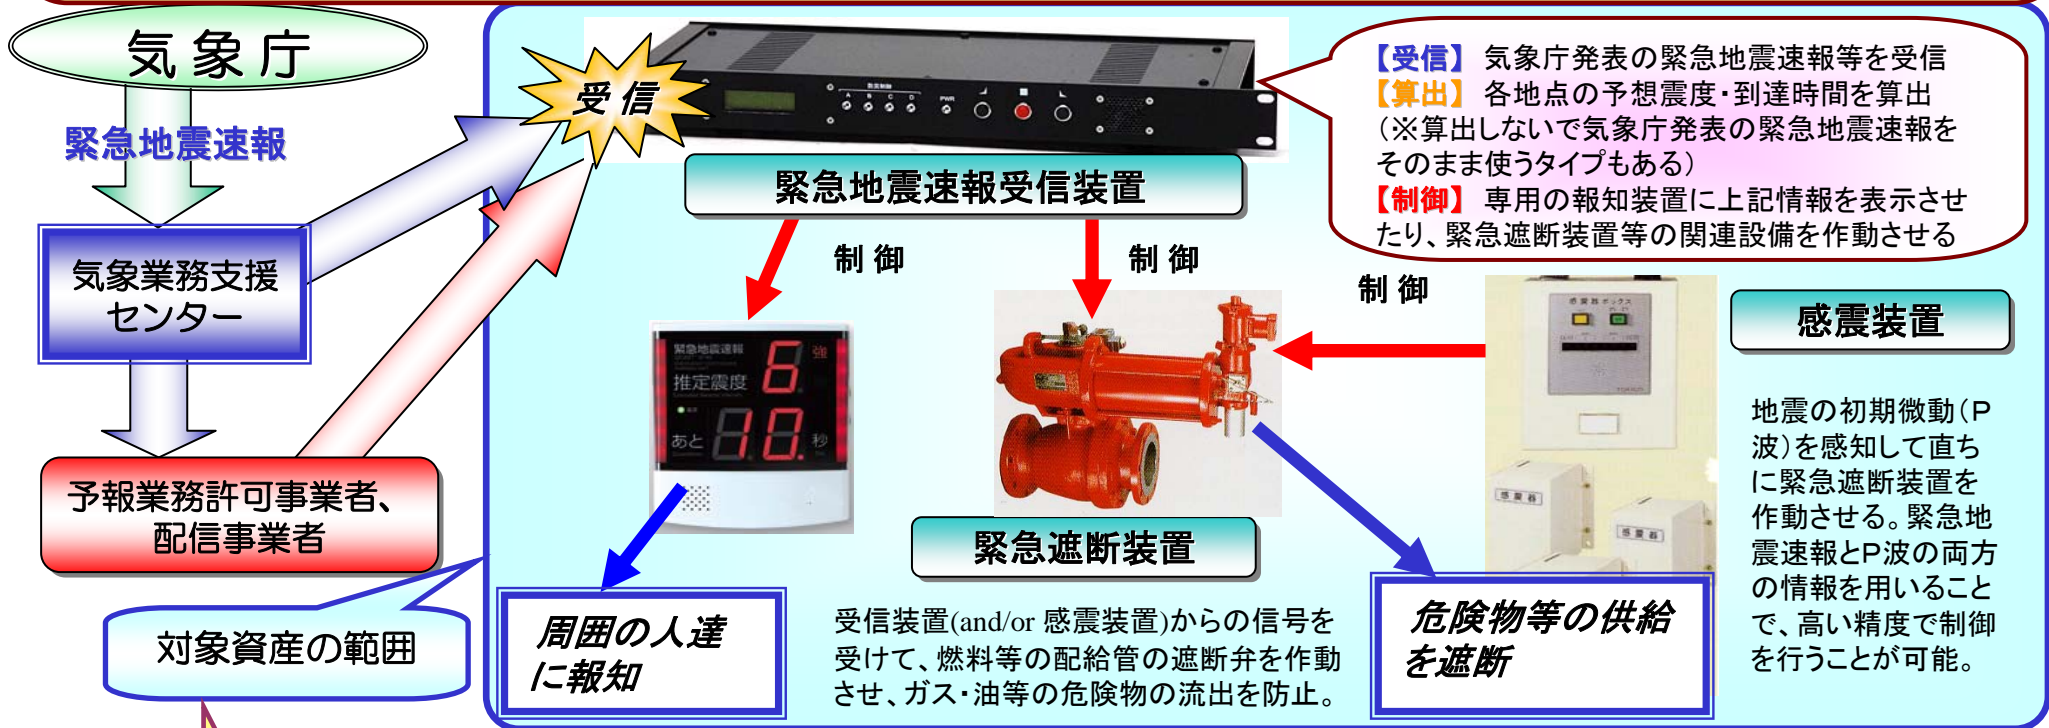 気象庁
緊急地震速報
気象業務支援
センター
予報業務許可事業者、
配信事業者
対象資産の範囲
受信
A B C D
PWR
緊急地震速報受信装置
【受信】 気象庁発表の緊急地震速報等を受信
【算出】 各地点の予想震度・到達時間を算出
(※算出しないで気象庁発表の緊急地震速報を
そのまま使うタイプもある)
【制御】 専用の報知装置に上記情報を表示させ
たり、緊急遮断装置等の関連設備を作動させる
制御
制御
制御
緊急地震速報
推定震度 6 強
あと 10. 秒
周囲の人達
に報知
緊急遮断装置
受信装置(and/or 感震装置)からの信号を
受けて、燃料等の配給管の遮断弁を作動
させ、ガス・油等の危険物の流出を防止。
危険物等の供給
を遮断
感震器ボックス
感震器
感震器
感震装置
地震の初期微動(P
波)を感知して直ち
に緊急遮断装置を
作動させる。緊急地
震速報とP波の両方
の情報を用いること
で、高い精度で制御
を行うことが可能。